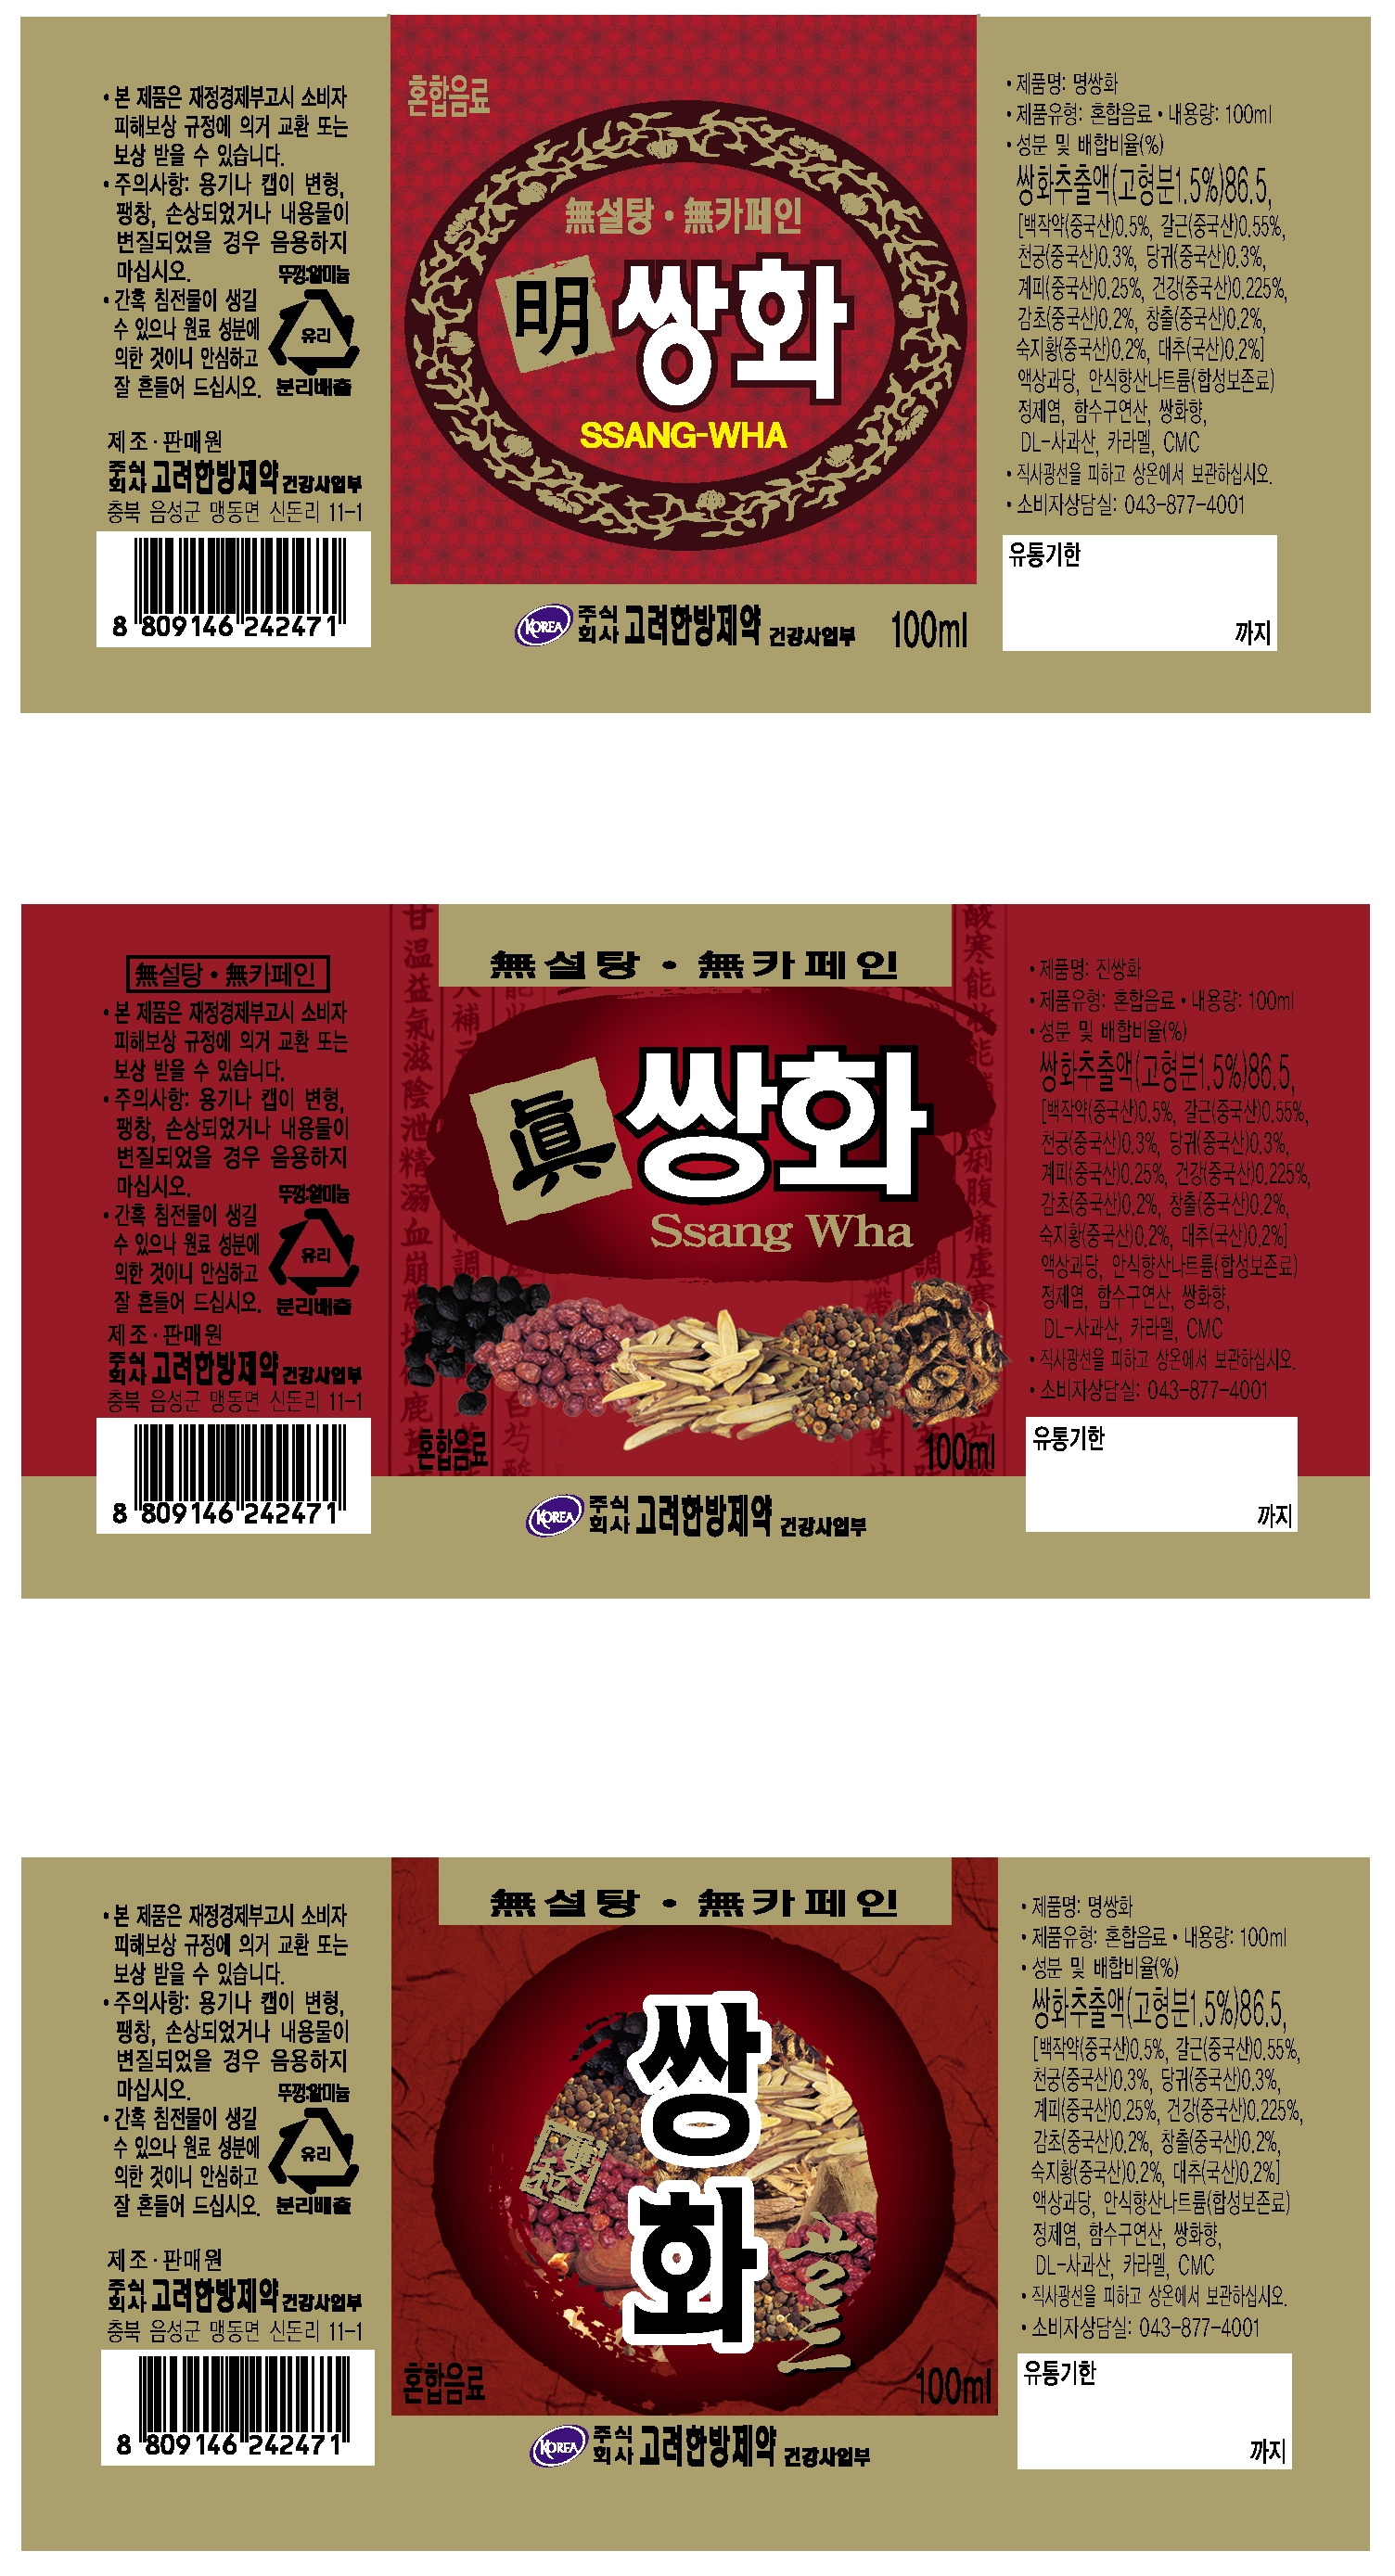 • 본 제품은 재정경제부고시 소비자
피해보상 규정에 의거 교환 또는
보상 받을 수 있습니다.
• 주의사항: 용기나 캡이 변형,
팽창, 손상되었거나 내용물이
변질되었을 경우 음용하지
마십시오.
뚜껑:알미늄
• 간혹 침전물이 생길
수 있으나 원료 성분에
의한 것이니 안심하고
잘 흔들어 드십시오.
유리
분리배출
제조·판매원
주식회사 고려한방제약 건강사업부
충북 음성군 맹동면 신돈리 11-1
8 809146 242471
혼합음료
無설탕·無카페인
明 쌍화
SSANG-WHA
KOREA 주식회사 고려한방제약 건강사업부 100ml
• 제품명: 명쌍화
• 제품유형: 혼합음료 • 내용량: 100ml
• 성분 및 배합비율(%)
쌍화추출액(고형분1.5%)86.5,
[백작약(중국산)0.5%, 갈근(중국산)0.55%,
천궁(중국산)0.3%, 당귀(중국산)0.3%,
계피(중국산)0.25%, 건강(중국산)0.225%,
감초(중국산)0.2%, 창출(중국산)0.2%,
숙지황(중국산)0.2%, 대추(국산)0.2%]
액상과당, 안식향산나트륨(합성보존료)
정제염, 함수구연산, 쌍화향,
DL-사과산, 카라멜, CMC
• 직사광선을 피하고 상온에서 보관하십시오.
• 소비자상담실: 043-877-4001
유통기한
까지
無설탕·無카페인
• 본 제품은 재정경제부고시 소비자
피해보상 규정에 의거 교환 또는
보상 받을 수 있습니다.
• 주의사항: 용기나 캡이 변형,
팽창, 손상되었거나 내용물이
변질되었을 경우 음용하지
마십시오.
뚜껑:알미늄
• 간혹 침전물이 생길
수 있으나 원료 성분에
의한 것이니 안심하고
잘 흔들어 드십시오.
유리
분리배출
제조·판매원
주식회사 고려한방제약 건강사업부
충북 음성군 맹동면 신돈리 11-1
8 809146 242471
無설탕·無카페인
甘溫益氣滋陰泄精溺血崩
眞 쌍화
Ssang Wha
혼합음료
100ml
KOREA 주식회사 고려한방제약 건강사업부
• 제품명: 진쌍화
• 제품유형: 혼합음료 • 내용량: 100ml
• 성분 및 배합비율(%)
쌍화추출액(고형분1.5%)86.5,
[백작약(중국산)0.5%, 갈근(중국산)0.55%,
천궁(중국산)0.3%, 당귀(중국산)0.3%,
계피(중국산)0.25%, 건강(중국산)0.225%,
감초(중국산)0.2%, 창출(중국산)0.2%,
숙지황(중국산)0.2%, 대추(국산)0.2%]
액상과당, 안식향산나트륨(합성보존료)
정제염, 함수구연산, 쌍화향,
DL-사과산, 카라멜, CMC
• 직사광선을 피하고 상온에서 보관하십시오.
• 소비자상담실: 043-877-4001
유통기한
까지
• 본 제품은 재정경제부고시 소비자
피해보상 규정에 의거 교환 또는
보상 받을 수 있습니다.
• 주의사항: 용기나 캡이 변형,
팽창, 손상되었거나 내용물이
변질되었을 경우 음용하지
마십시오.
뚜껑:알미늄
• 간혹 침전물이 생길
수 있으나 원료 성분에
의한 것이니 안심하고
잘 흔들어 드십시오.
유리
분리배출
제조·판매원
주식회사 고려한방제약 건강사업부
충북 음성군 맹동면 신돈리 11-1
8 809146 242471
無설탕·無카페인
쌍화
골드
혼합음료
100ml
KOREA 주식회사 고려한방제약 건강사업부
• 제품명: 명쌍화
• 제품유형: 혼합음료 • 내용량: 100ml
• 성분 및 배합비율(%)
쌍화추출액(고형분1.5%)86.5,
[백작약(중국산)0.5%, 갈근(중국산)0.55%,
천궁(중국산)0.3%, 당귀(중국산)0.3%,
계피(중국산)0.25%, 건강(중국산)0.225%,
감초(중국산)0.2%, 창출(중국산)0.2%,
숙지황(중국산)0.2%, 대추(국산)0.2%]
액상과당, 안식향산나트륨(합성보존료)
정제염, 함수구연산, 쌍화향,
DL-사과산, 카라멜, CMC
• 직사광선을 피하고 상온에서 보관하십시오.
• 소비자상담실: 043-877-4001
유통기한
까지